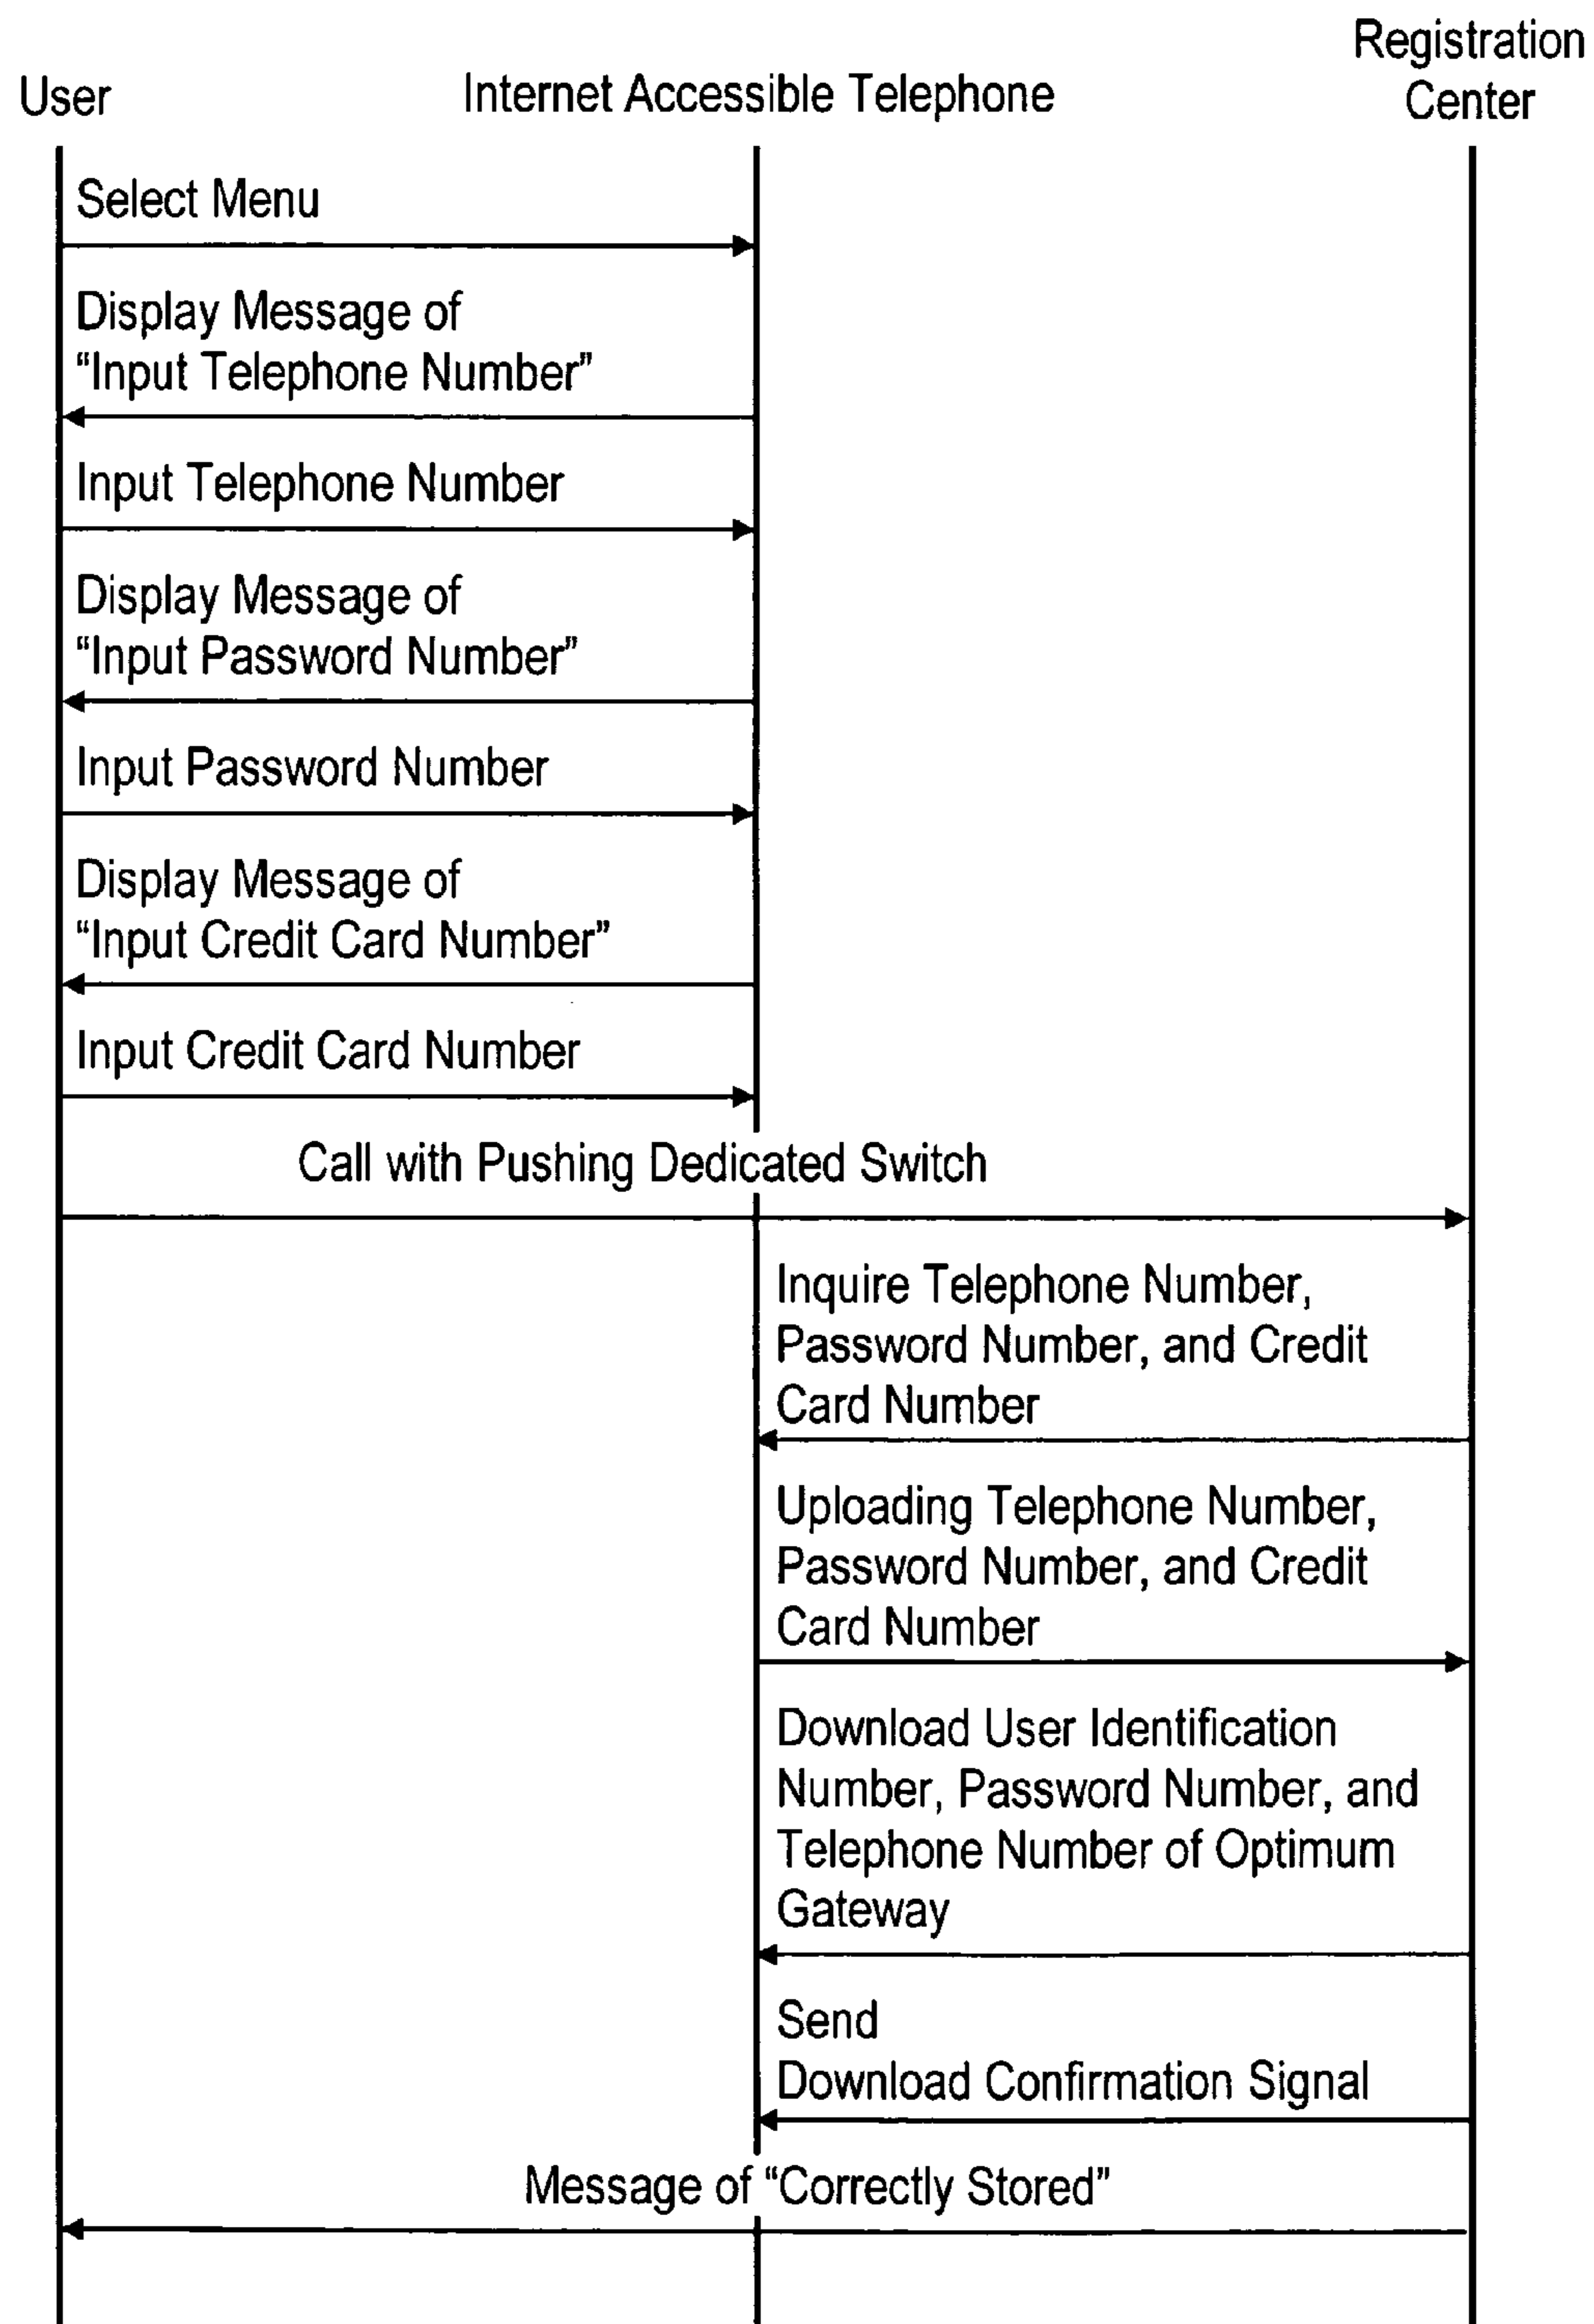 User
Internet Accessible Telephone
Registration
Center
Select Menu
Display Message of
“Input Telephone Number”
Input Telephone Number
Display Message of
“Input Password Number”
Input Password Number
Display Message of
“Input Credit Card Number”
Input Credit Card Number
Call with Pushing Dedicated Switch
Inquire Telephone Number,
Password Number, and Credit
Card Number
Uploading Telephone Number,
Password Number, and Credit
Card Number
Download User Identification
Number, Password Number, and
Telephone Number of Optimum
Gateway
Send
Download Confirmation Signal
Message of “Correctly Stored”